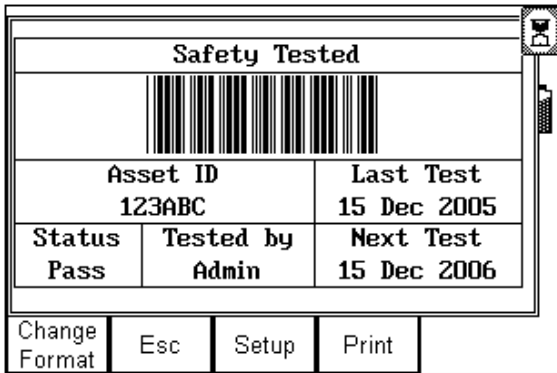 Safety Tested
Asset ID
123ABC
Last Test
15 Dec 2005
Status
Pass
Tested by
Admin
Next Test
15 Dec 2006
Change
Format
Esc
Setup
Print